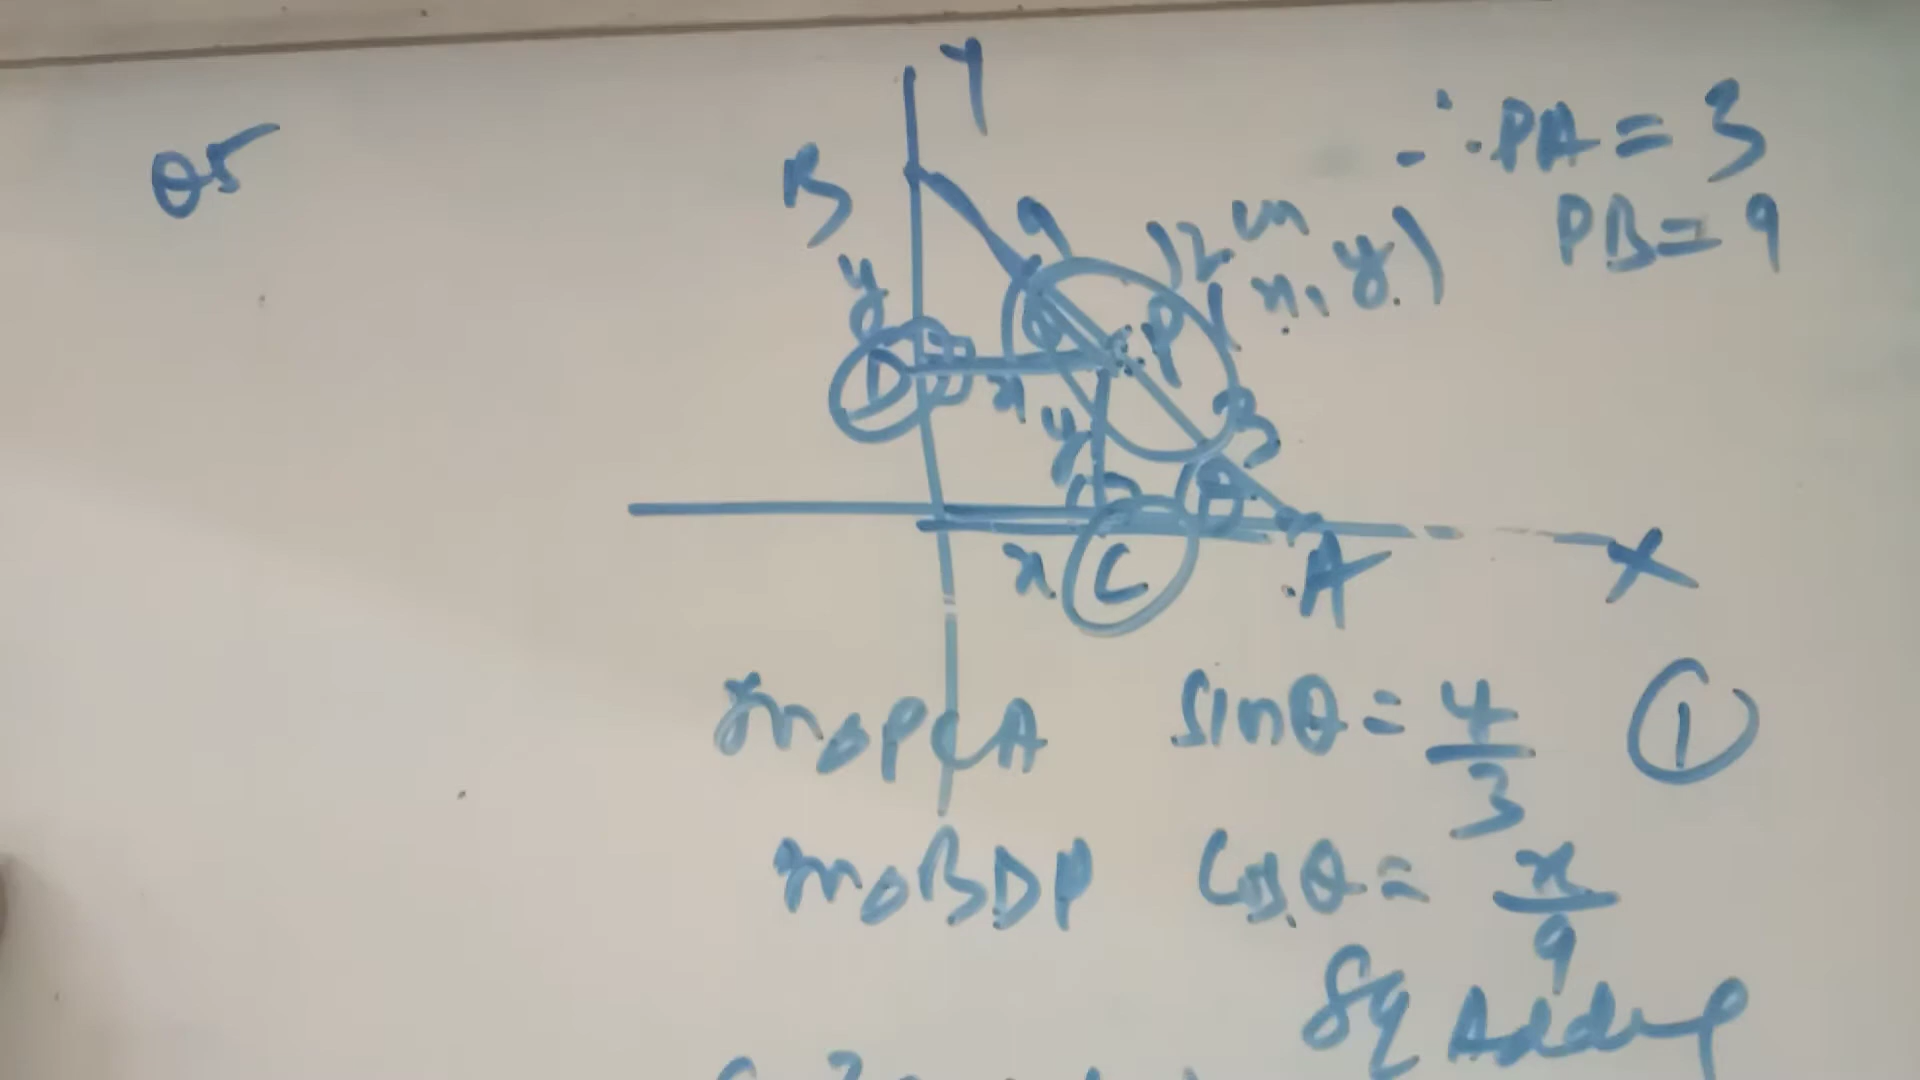 Q5
Y
B
∴ PA = 3
PB = 9
9
12 cm
P (x, y)
y
D
x
θ
y
3
θ
x
C
A
X
In △PCA sinθ = y/3 ①
In △BDP Cosθ = x/9
Sq Adding